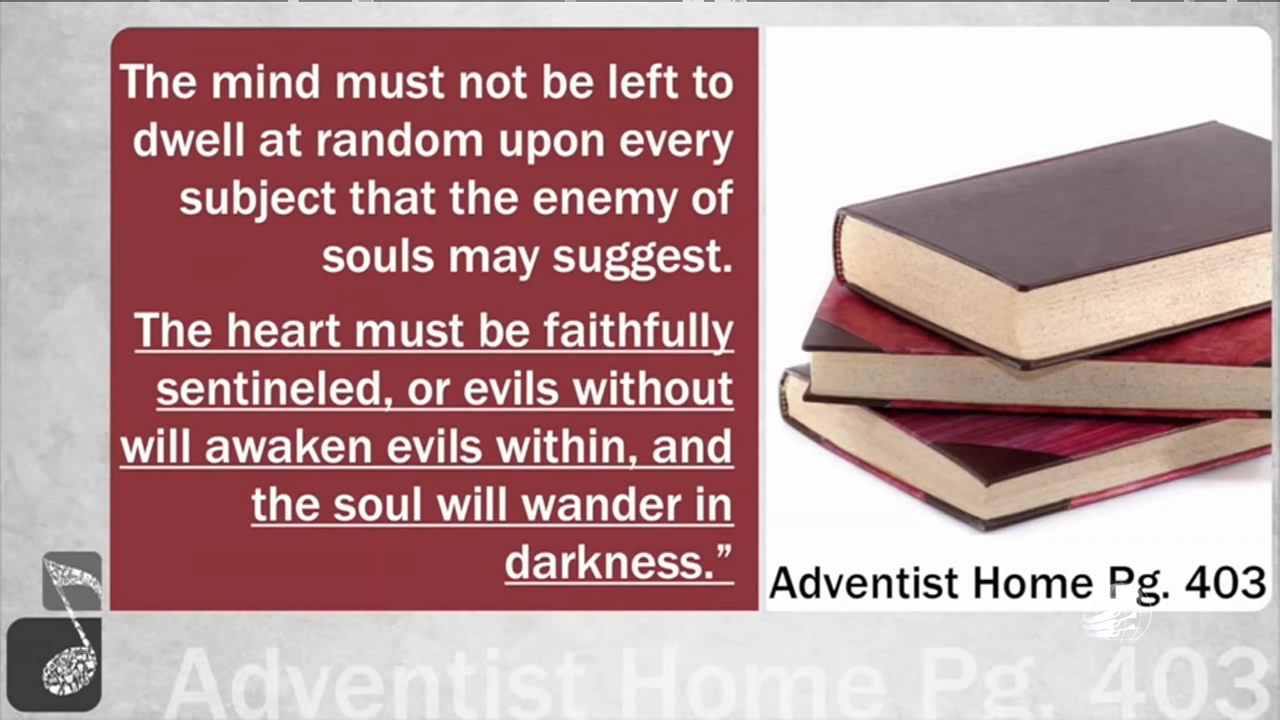 The mind must not be left to
dwell at random upon every
subject that the enemy of
souls may suggest.
The heart must be faithfully
sentineled, or evils without
will awaken evils within, and
the soul will wander in
darkness.”
Adventist Home Pg. 403
Adventist Home Pg. 403